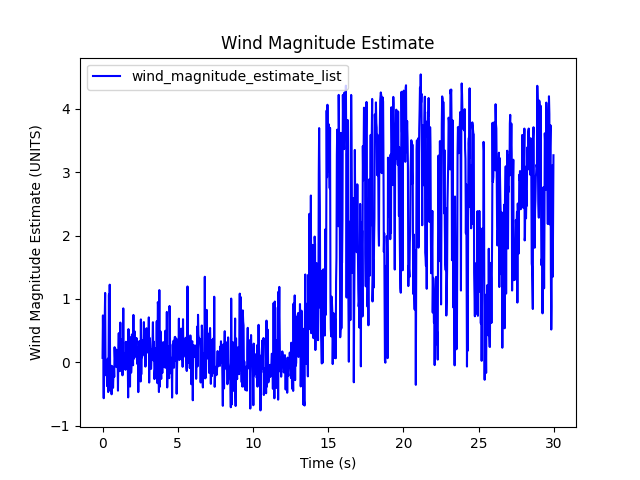 Wind Magnitude Estimate
wind_magnitude_estimate_list
Wind Magnitude Estimate (UNITS)
4
3
2
1
0
−1
0 5 10 15 20 25 30
Time (s)